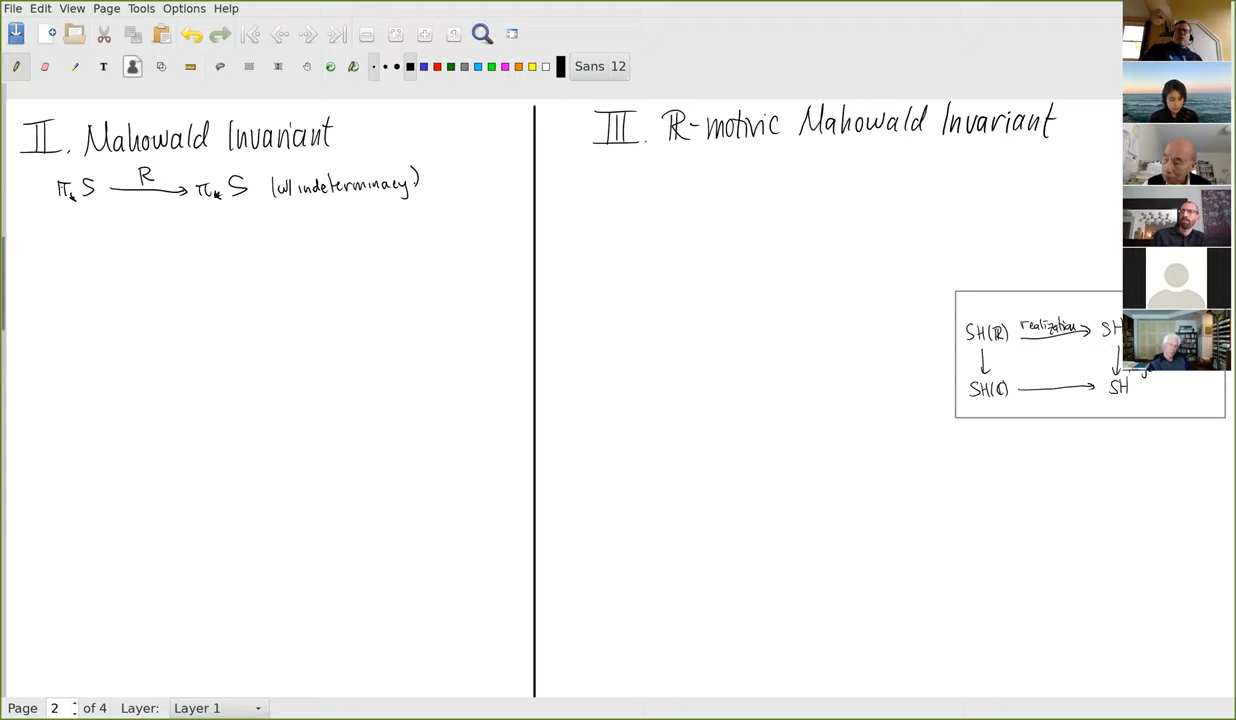 File Edit View Page Tools Options Help
Sans 12
II. Mahowald Invariant
π⁎ S R → π⁎ S (w/ indeterminacy)
III. ℝ-motivic Mahowald Invariant
SH(ℝ) realization → SH
SH(ℂ) → SH
Page 2 of 4 Layer: Layer 1